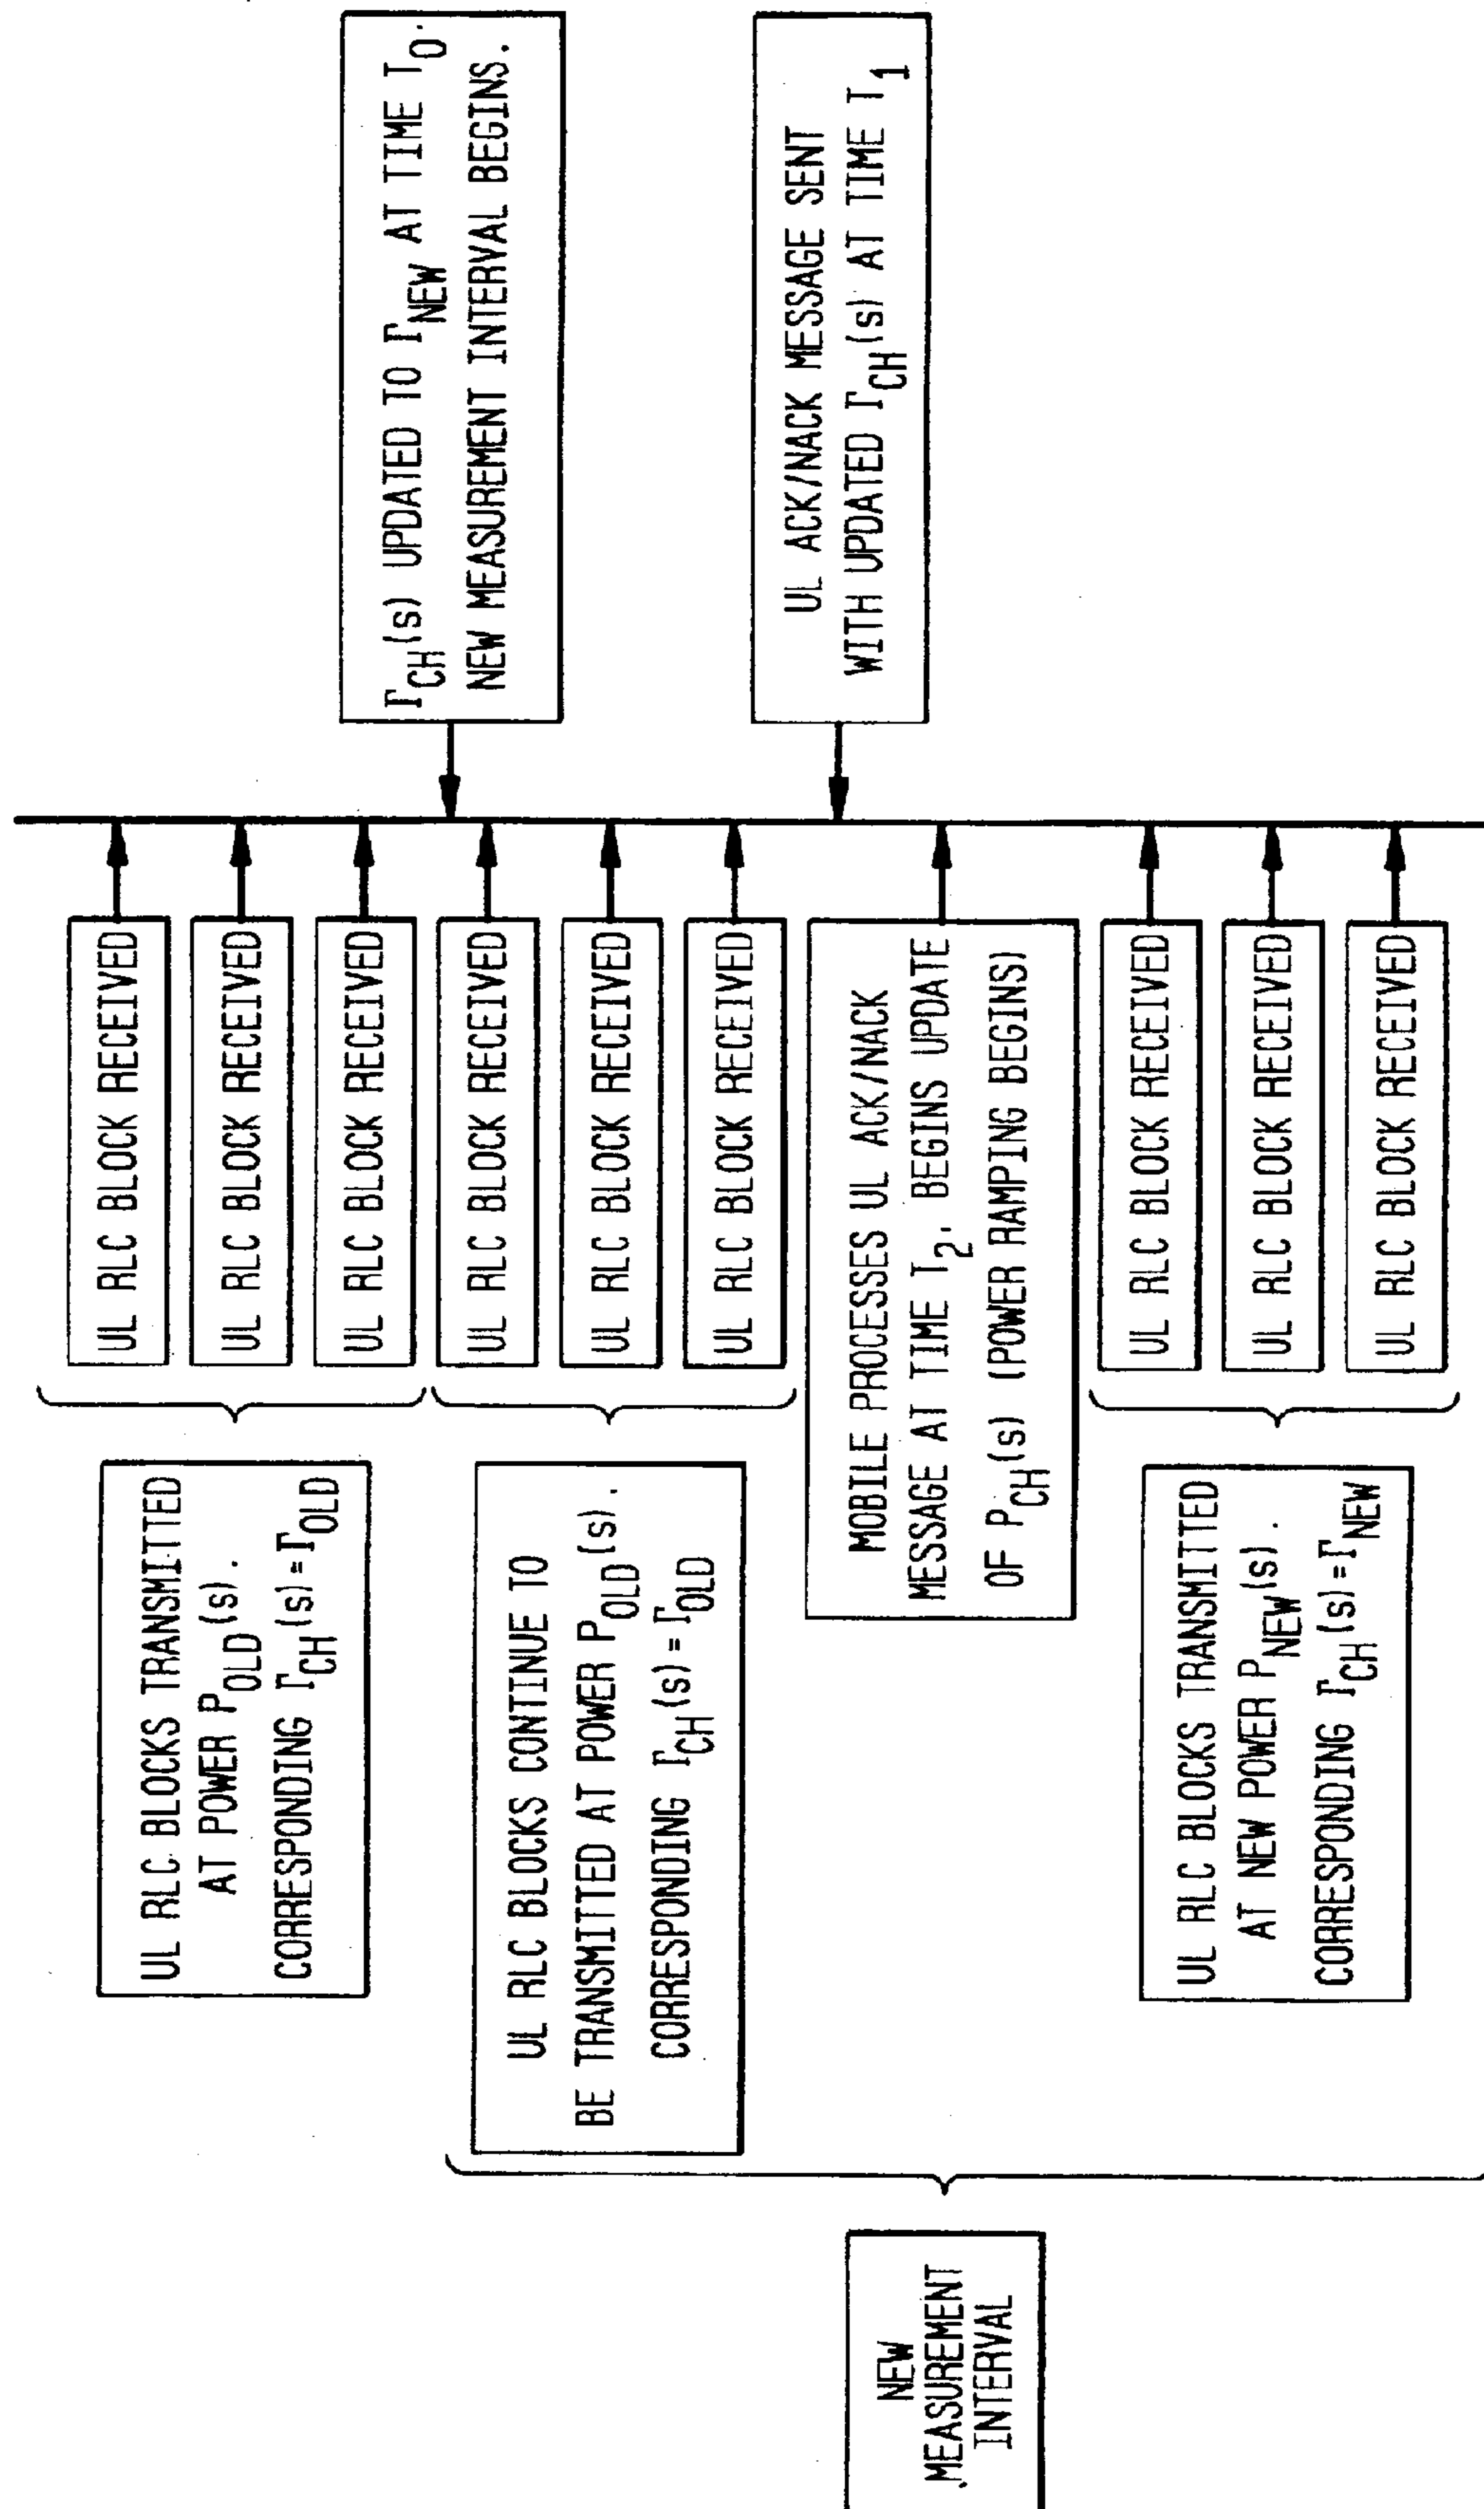 Γ_CH(s) UPDATED TO Γ_NEW AT TIME T_0.
NEW MEASUREMENT INTERVAL BEGINS.
UL ACK/NACK MESSAGE SENT
WITH UPDATED Γ_CH(s) AT TIME T_1
UL RLC BLOCK RECEIVED
UL RLC BLOCK RECEIVED
UL RLC BLOCK RECEIVED
UL RLC BLOCK RECEIVED
UL RLC BLOCK RECEIVED
UL RLC BLOCK RECEIVED
MOBILE PROCESSES UL ACK/NACK
MESSAGE AT TIME T_2, BEGINS UPDATE
OF P_CH(s) (POWER RAMPING BEGINS)
UL RLC BLOCK RECEIVED
UL RLC BLOCK RECEIVED
UL RLC BLOCK RECEIVED
UL RLC BLOCKS TRANSMITTED
AT POWER P_OLD(s).
CORRESPONDING Γ_CH(s)=Γ_OLD
UL RLC BLOCKS CONTINUE TO
BE TRANSMITTED AT POWER P_OLD(s).
CORRESPONDING Γ_CH(s)=Γ_OLD
UL RLC BLOCKS TRANSMITTED
AT NEW POWER P_NEW(s).
CORRESPONDING Γ_CH(s)=Γ_NEW
NEW
MEASUREMENT
INTERVAL